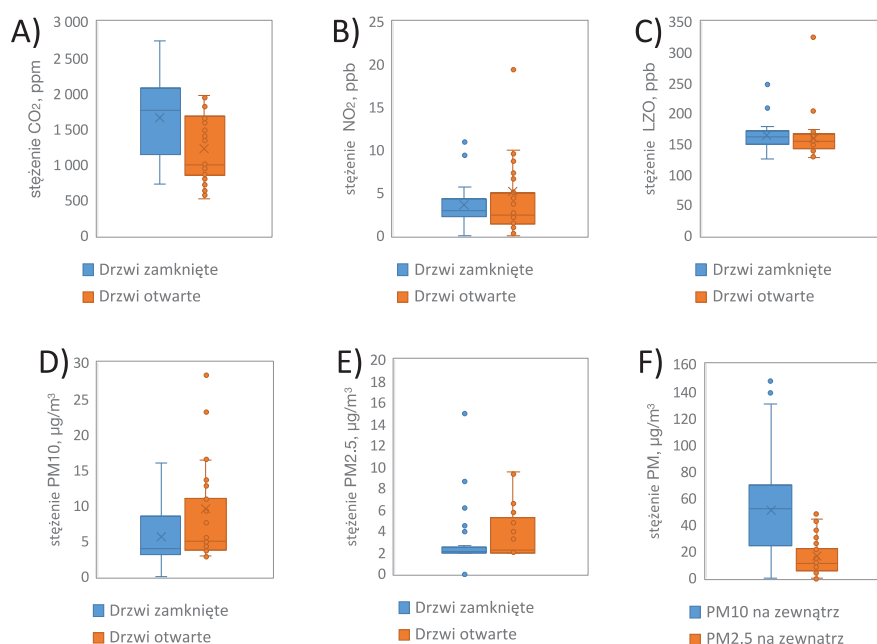 A)
stężenie CO₂, ppm
3 000
2 500
2 000
1 500
1 000
500
0
Drzwi zamknięte
Drzwi otwarte
B)
stężenie NO₂, ppb
25
20
15
10
5
0
Drzwi zamknięte
Drzwi otwarte
C)
stężenie LZO, ppb
350
300
250
200
150
100
50
0
Drzwi zamknięte
Drzwi otwarte
D)
stężenie PM10, µg/m³
30
25
20
15
10
5
0
Drzwi zamknięte
Drzwi otwarte
E)
stężenie PM2.5, µg/m³
20
18
16
14
12
10
8
6
4
2
0
Drzwi zamknięte
Drzwi otwarte
F)
stężenie PM, µg/m³
160
140
120
100
80
60
40
20
0
PM10 na zewnątrz
PM2.5 na zewnątrz